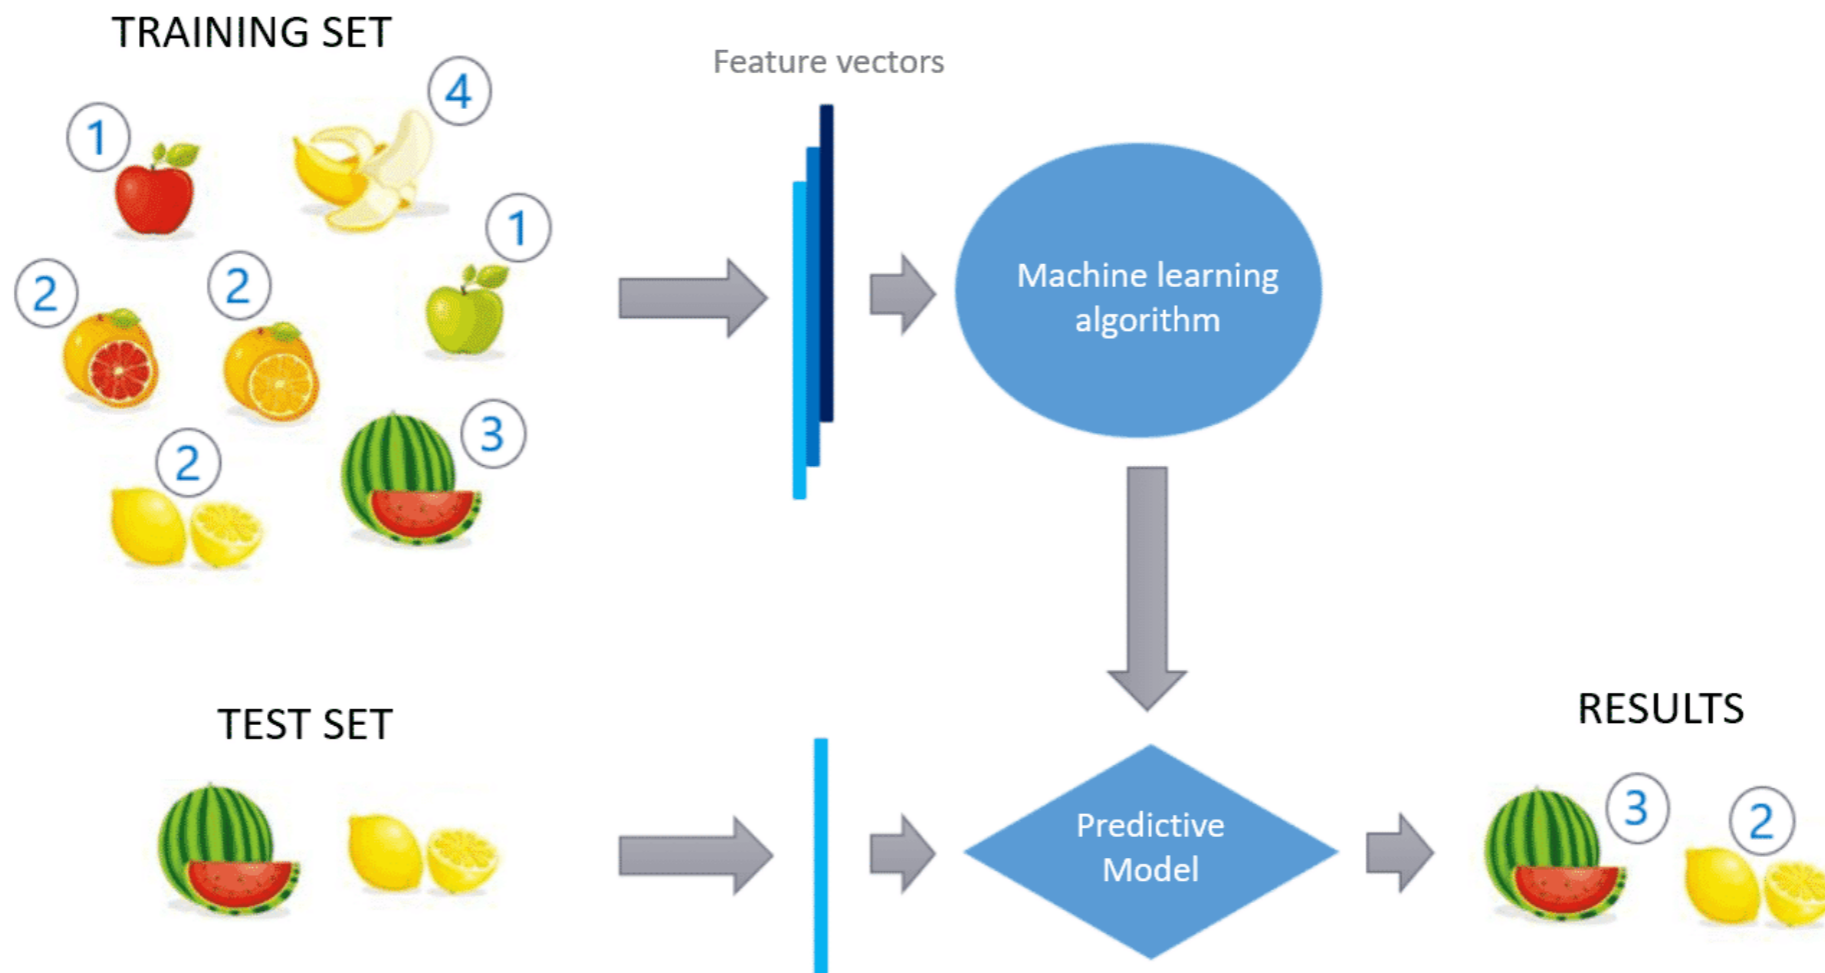 TRAINING SET
Feature vectors
4
1
1
2
2
3
2
Machine learning
algorithm
TEST SET
RESULTS
Predictive
Model
3
2